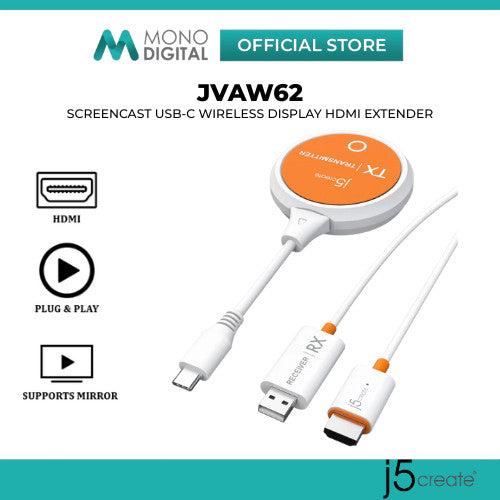 MONO
DIGITAL
OFFICIAL STORE
JVAW62
SCREENCAST USB-C WIRELESS DISPLAY HDMI EXTENDER
TX | TRANSMITTER
j5create
HDMI
PLUG & PLAY
SUPPORTS MIRROR
RECEIVER | RX
j5create
j5create®